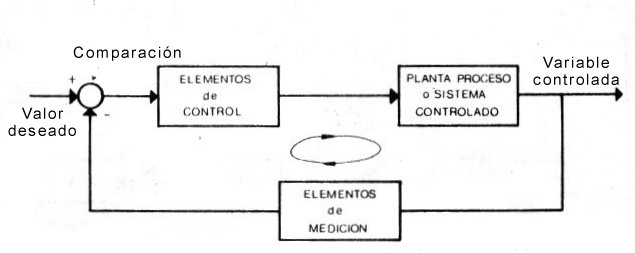 Comparación
Valor
deseado
+
-
ELEMENTOS
de
CONTROL
PLANTA PROCESO
o SISTEMA
CONTROLADO
Variable
controlada
ELEMENTOS
de
MEDICION